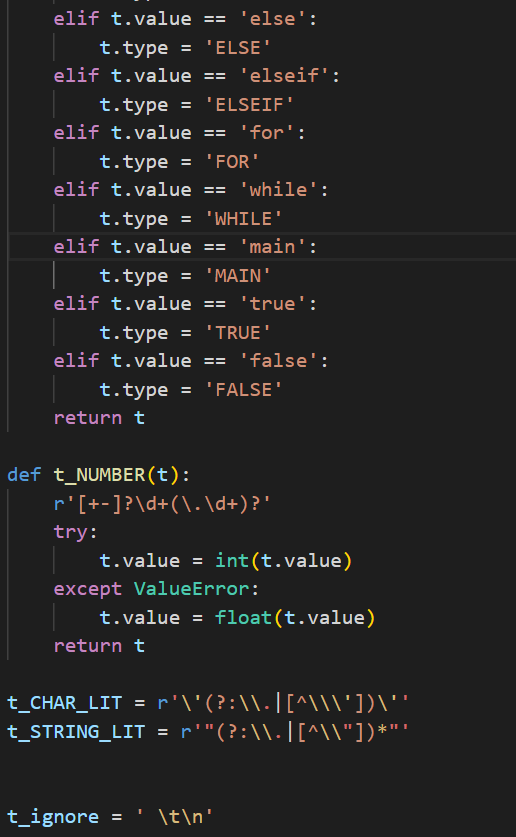 elif t.value == 'else':
        t.type = 'ELSE'
    elif t.value == 'elseif':
        t.type = 'ELSEIF'
    elif t.value == 'for':
        t.type = 'FOR'
    elif t.value == 'while':
        t.type = 'WHILE'
    elif t.value == 'main':
        t.type = 'MAIN'
    elif t.value == 'true':
        t.type = 'TRUE'
    elif t.value == 'false':
        t.type = 'FALSE'
    return t
def t_NUMBER(t):
    r'[+-]?\d+(\.\d+)?'
    try:
        t.value = int(t.value)
    except ValueError:
        t.value = float(t.value)
    return t
t_CHAR_LIT = r'\'(?:\\.|[^\\\'])\''
t_STRING_LIT = r'"(?:\\.|[^\\"])*"'
t_ignore = ' \t\n'